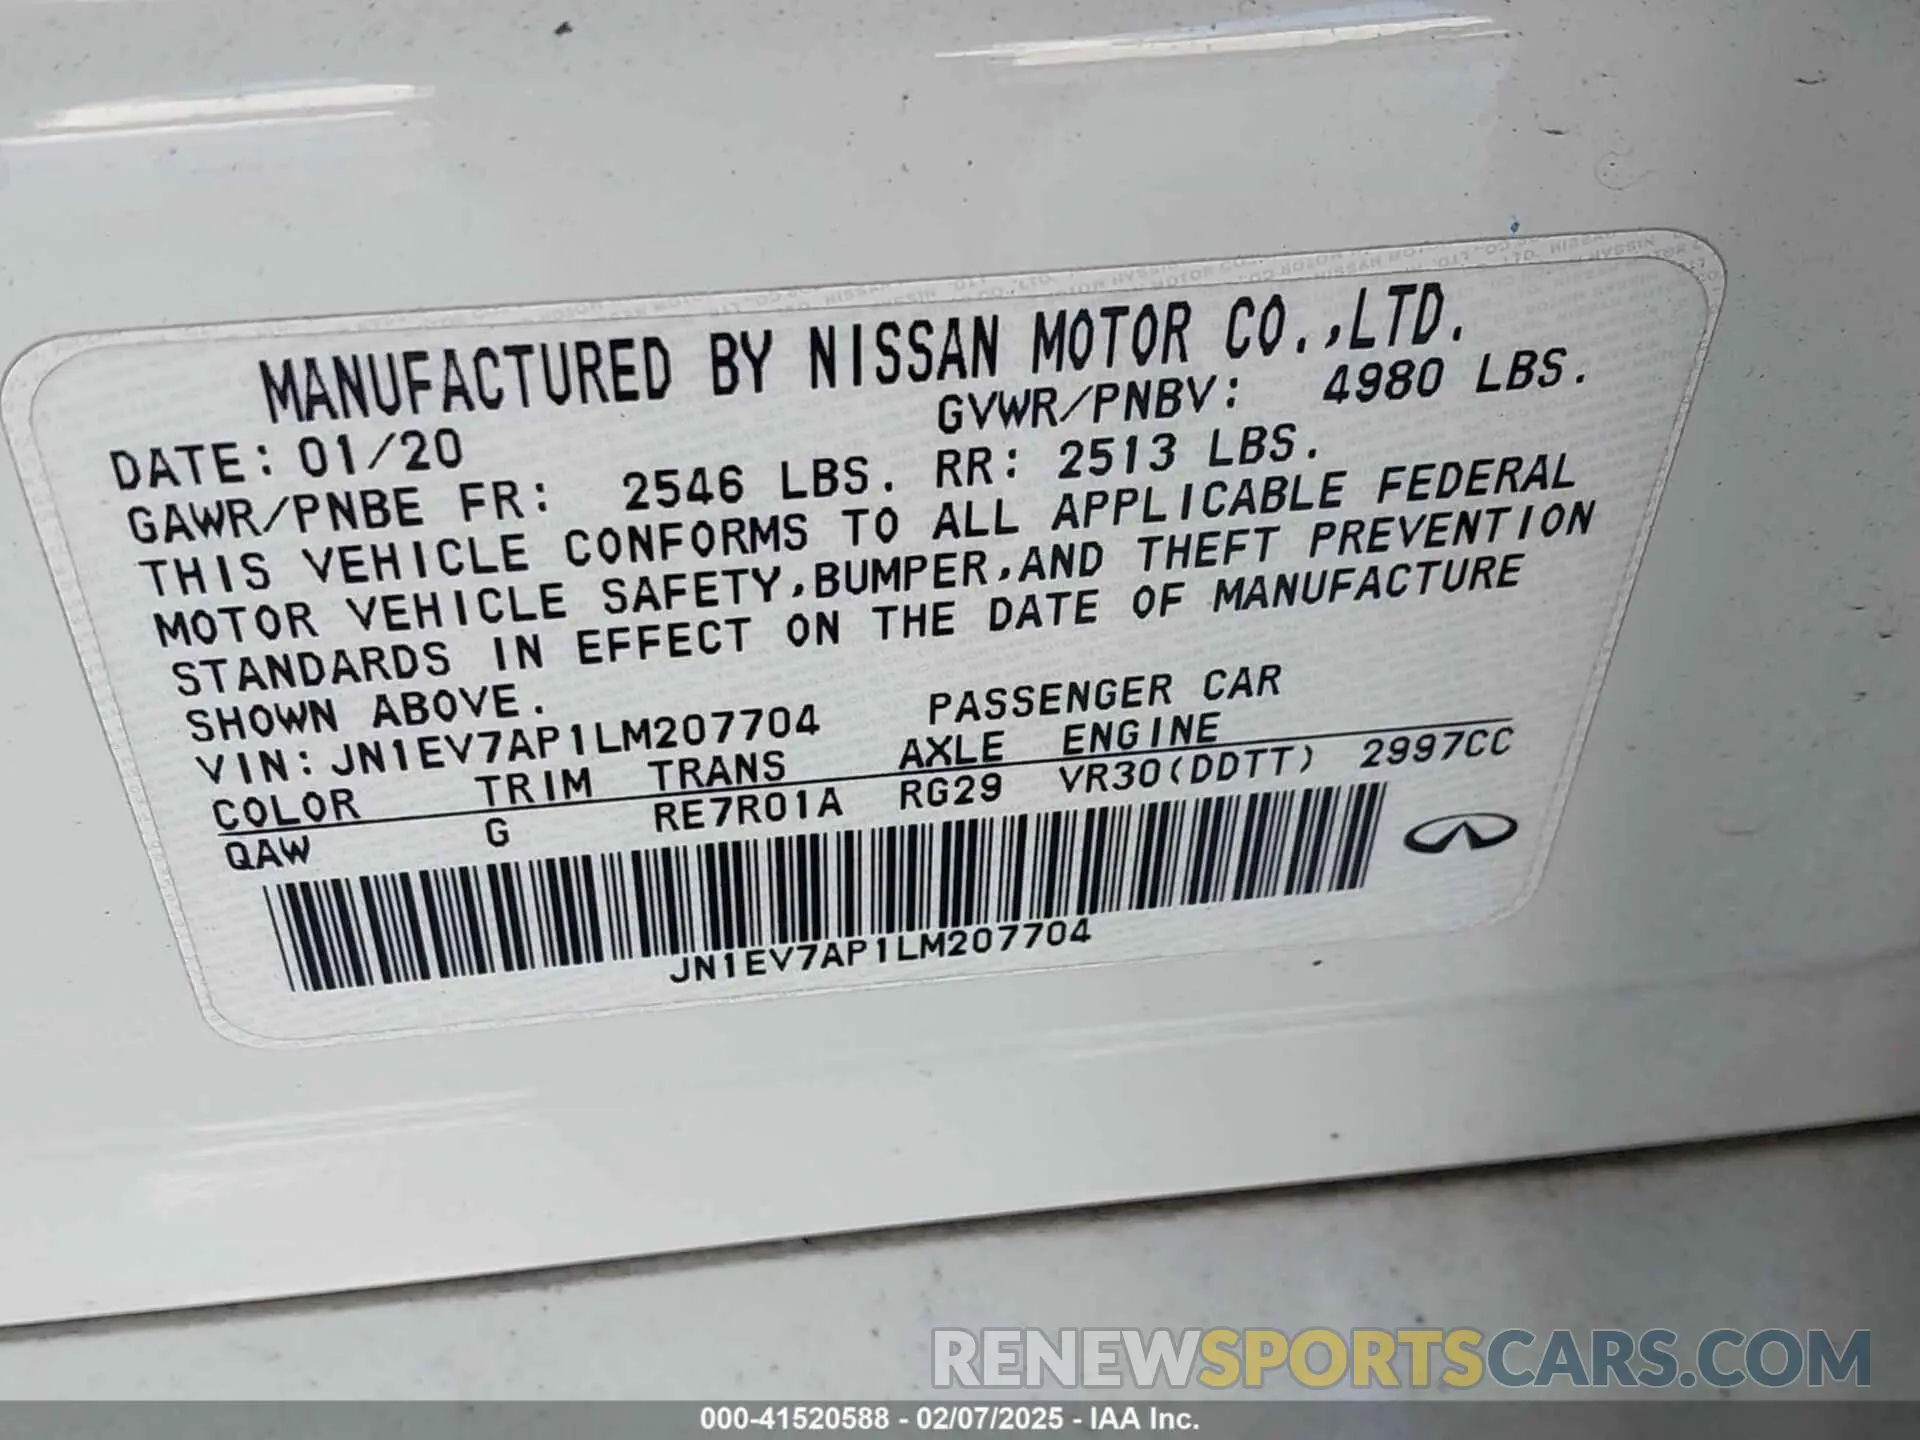 MANUFACTURED BY NISSAN MOTOR CO.,LTD.
DATE: 01/20 GVWR/PNBV: 4980 LBS.
GAWR/PNBE FR: 2546 LBS. RR: 2513 LBS.
THIS VEHICLE CONFORMS TO ALL APPLICABLE FEDERAL
MOTOR VEHICLE SAFETY,BUMPER,AND THEFT PREVENTION
STANDARDS IN EFFECT ON THE DATE OF MANUFACTURE
SHOWN ABOVE.
VIN: JN1EV7AP1LM207704 PASSENGER CAR
COLOR TRIM TRANS AXLE ENGINE
QAW G RE7R01A RG29 VR30(DDTT) 2997CC
JN1EV7AP1LM207704
RENEWSPORTSCARS.COM
000-41520588 - 02/07/2025 - IAA Inc.